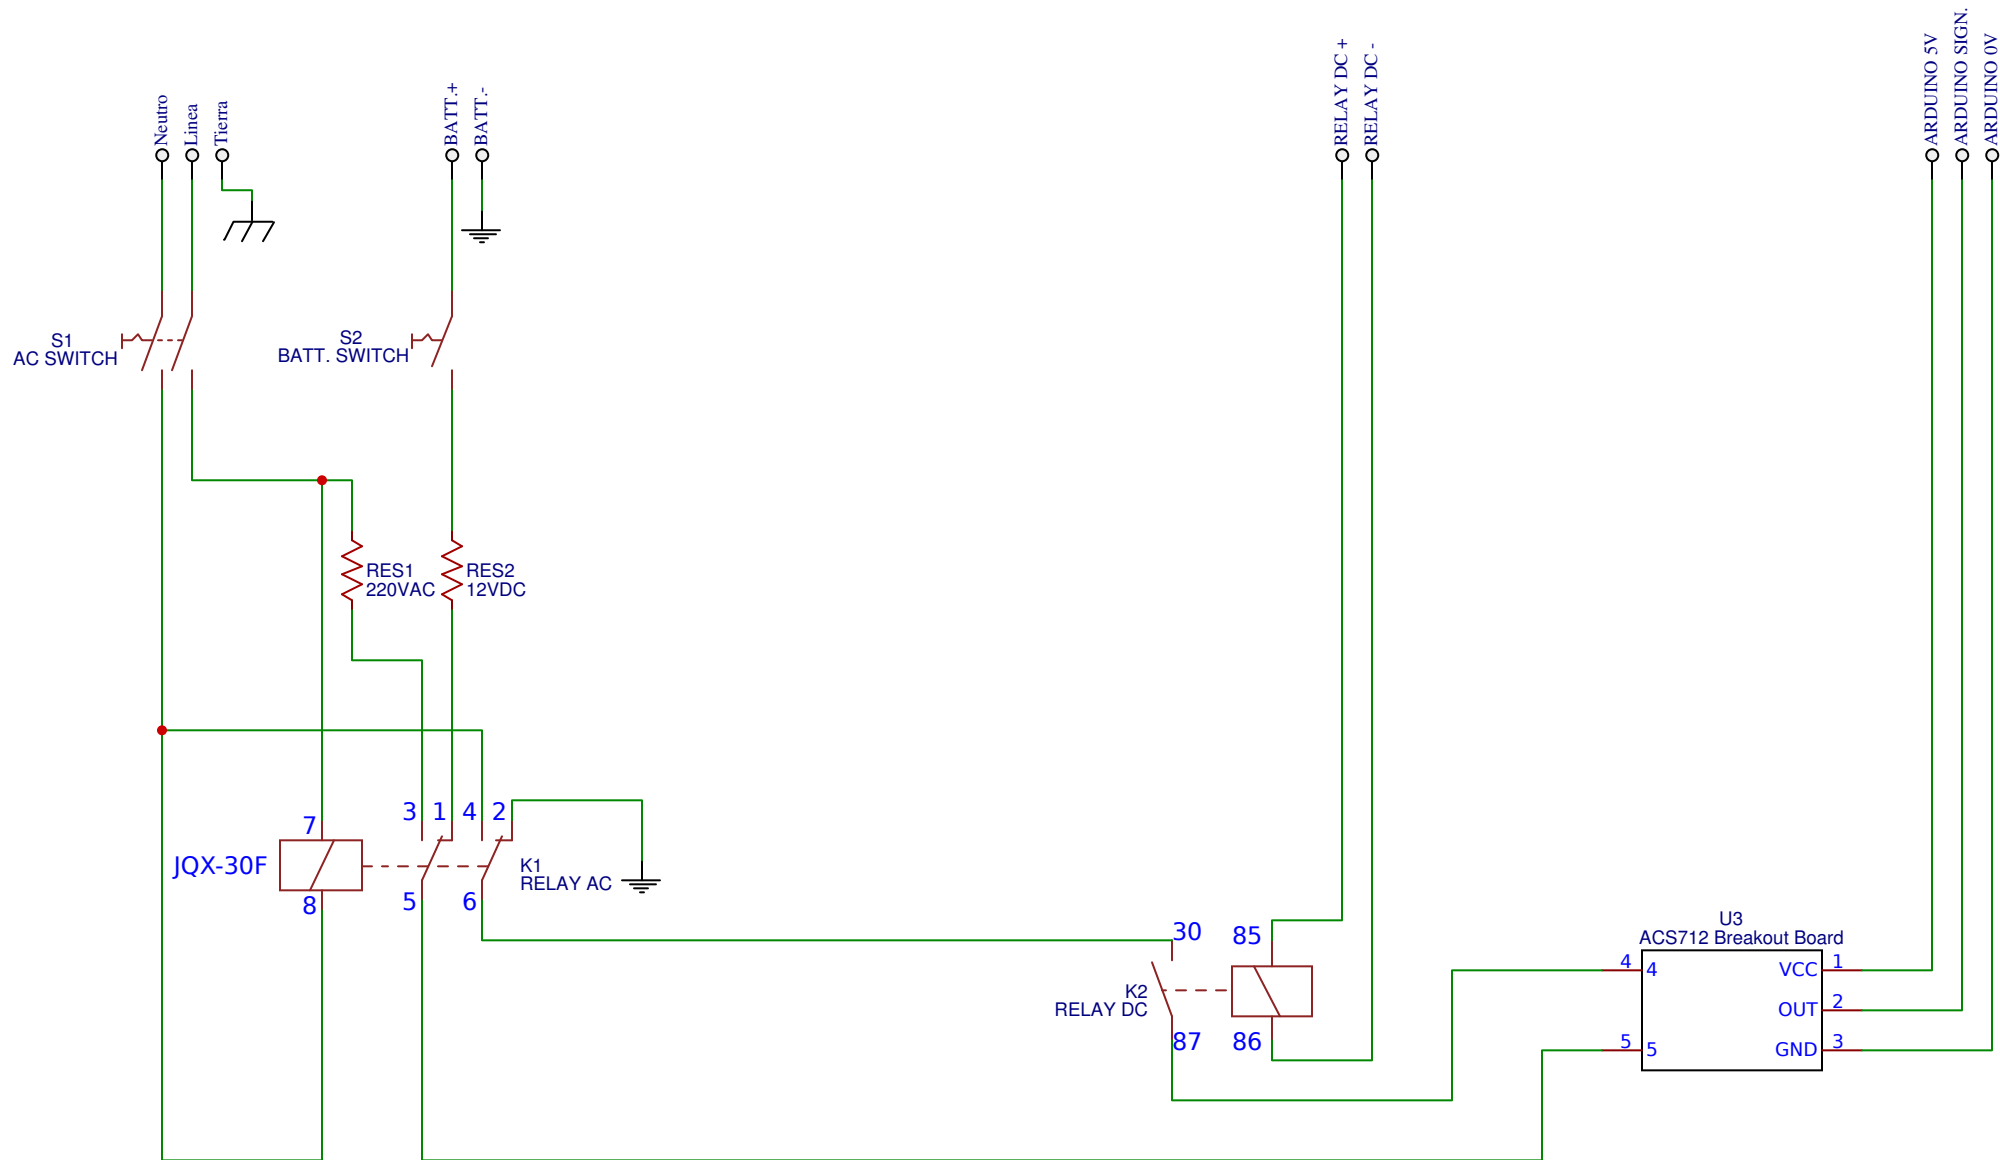 Neutro
Linea
Tierra
BATT.+
BATT.-
RELAY DC +
RELAY DC -
ARDUINO 5V
ARDUINO SIGN.
ARDUINO 0V
S1
AC SWITCH
S2
BATT. SWITCH
RES1
220VAC
RES2
12VDC
3 1 4 2
7
JQX-30F
8
5
6
K1
RELAY AC
30
85
K2
RELAY DC
87
86
U3
ACS712 Breakout Board
4 4 VCC 1
OUT 2
5 5 GND 3